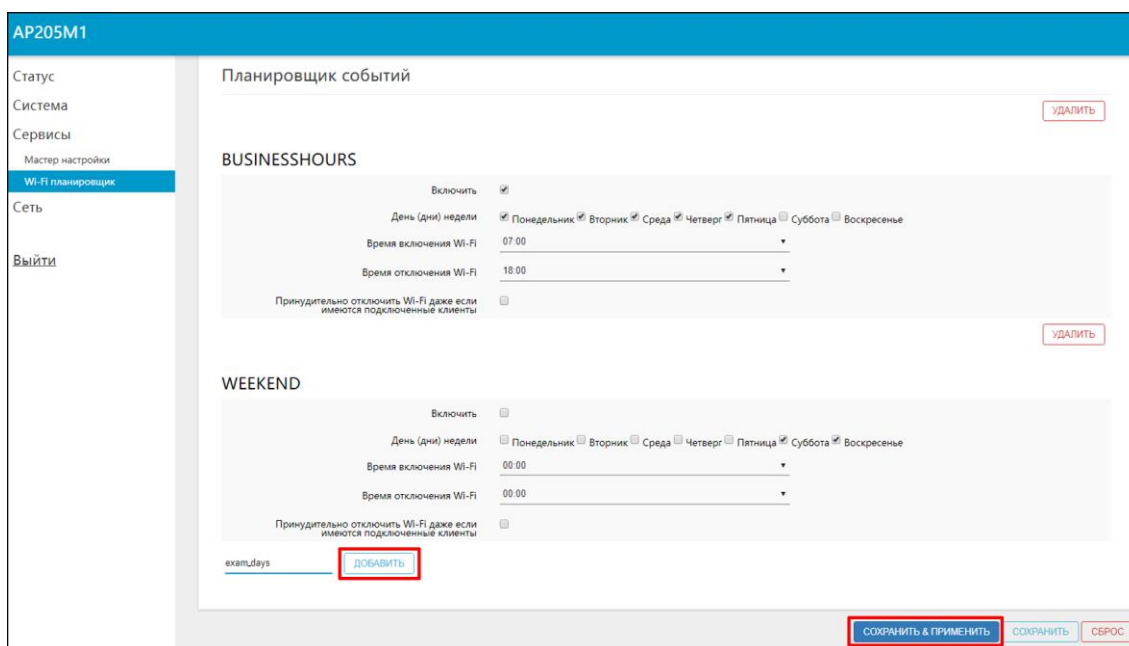 AP205M1
Статус
Система
Сервисы
Мастер настройки
Wi-Fi планировщик
Сеть
Выйти
Планировщик событий
УДАЛИТЬ
BUSINESSHOURS
Включить
День (дни) недели Понедельник Вторник Среда Четверг Пятница Суббота Воскресенье
Время включения Wi-Fi 07:00
Время отключения Wi-Fi 18:00
Принудительно отключить Wi-Fi даже если
имеются подключенные клиенты
УДАЛИТЬ
WEEKEND
Включить
День (дни) недели Понедельник Вторник Среда Четверг Пятница Суббота Воскресенье
Время включения Wi-Fi 00:00
Время отключения Wi-Fi 00:00
Принудительно отключить Wi-Fi даже если
имеются подключенные клиенты
exam_days ДОБАВИТЬ
СОХРАНИТЬ & ПРИМЕНИТЬ СОХРАНИТЬ СБРОС